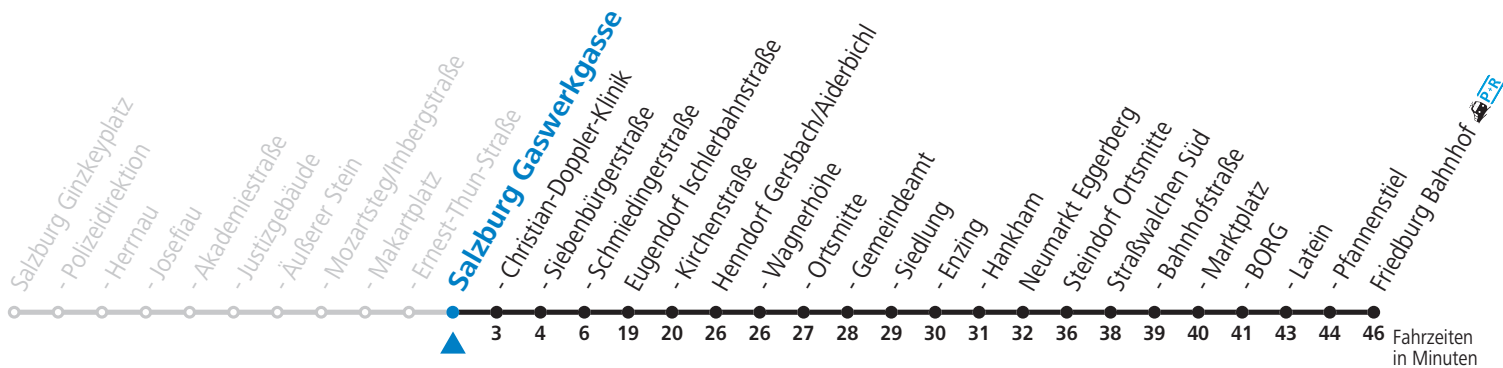 Salzburg Ginzkeyplatz
- Polizeidirektion
- Herrnau
- Josefiau
- Akademiestraße
- Justizgebäude
- Äußerer Stein
- Mozartsteg/Imbergstraße
- Makartplatz
- Ernest-Thun-Straße
Salzburg Gaswerkgasse
- Christian-Doppler-Klinik
- Siebenbürgerstraße
- Schmiedingerstraße
Eugendorf Ischlerbahnstraße
- Kirchenstraße
Henndorf Gersbach/Aiderbichl
- Wagnerhöhe
- Ortsmitte
- Gemeindeamt
- Siedlung
- Enzing
- Hankham
Neumarkt Eggerberg
Steindorf Ortsmitte
Straßwalchen Süd
- Bahnhofstraße
- Marktplatz
- BORG
- Latein
- Pfannenstiel
Friedburg Bahnhof P+R
3 4 6 19 20 26 26 27 28 29 30 31 32 36 38 39 40 41 43 44 46
Fahrzeiten
in Minuten